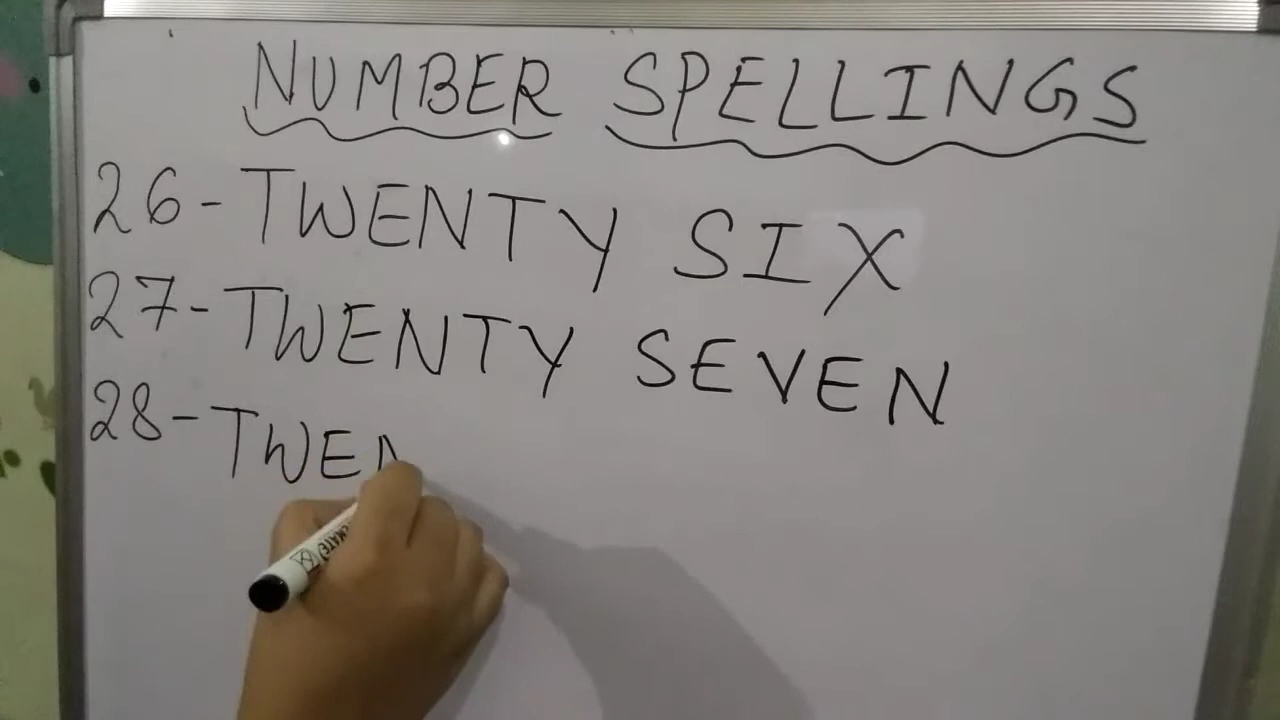 NUMBER SPELLINGS
26-TWENTY SIX
27-TWENTY SEVEN
28-TWEN